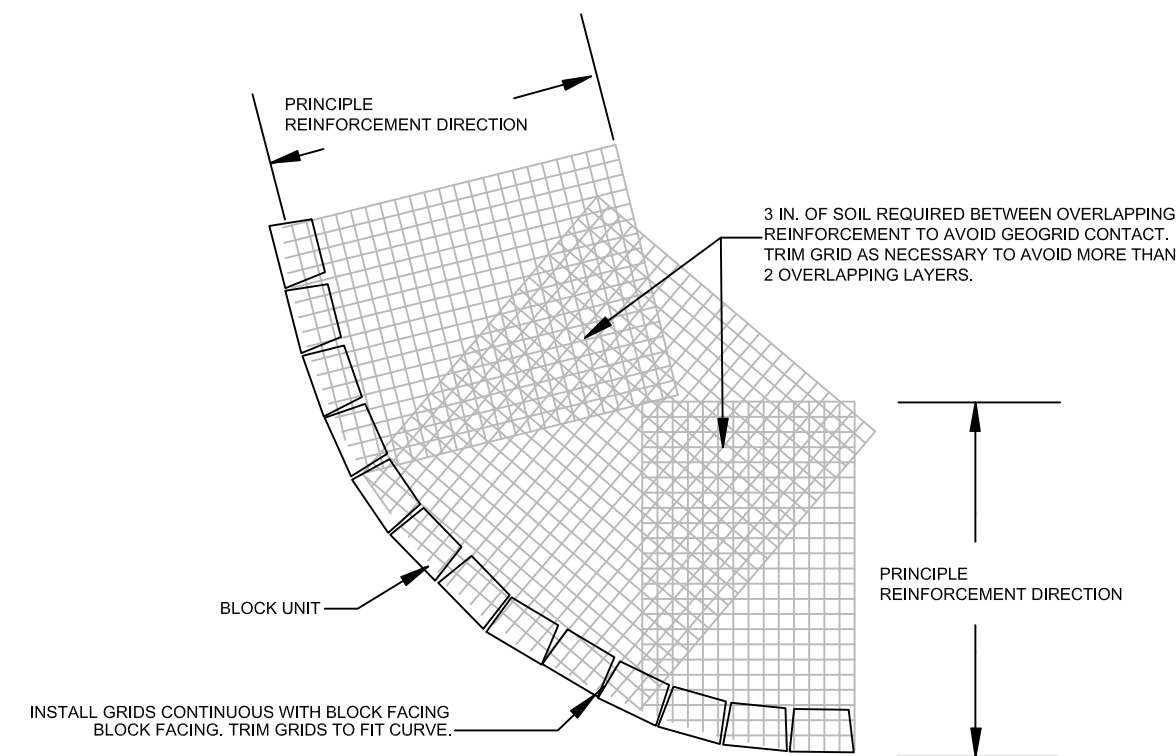 PRINCIPLE
REINFORCEMENT DIRECTION
3 IN. OF SOIL REQUIRED BETWEEN OVERLAPPING
REINFORCEMENT TO AVOID GEOGRID CONTACT.
TRIM GRID AS NECESSARY TO AVOID MORE THAN
2 OVERLAPPING LAYERS.
PRINCIPLE
REINFORCEMENT DIRECTION
BLOCK UNIT
INSTALL GRIDS CONTINUOUS WITH BLOCK FACING
BLOCK FACING. TRIM GRIDS TO FIT CURVE.